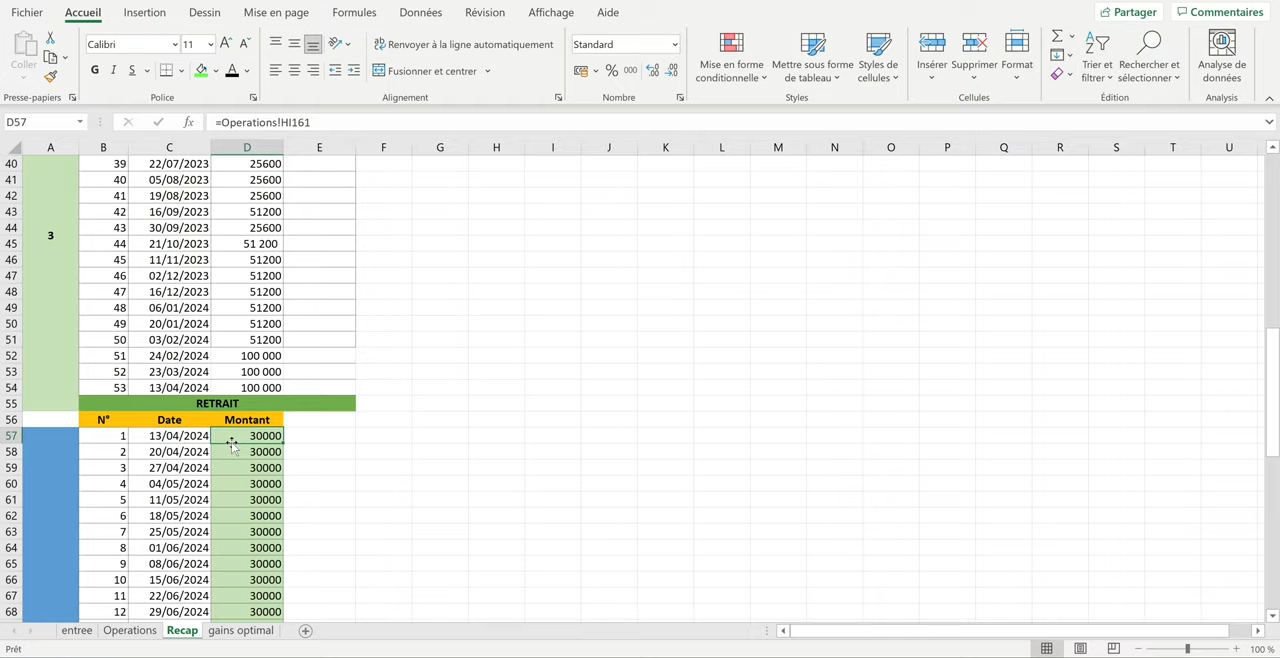 Fichier Accueil Insertion Dessin Mise en page Formules Données Révision Affichage Aide Partager Commentaires
Coller Calibri 11 A A Renvoyer à la ligne automatiquement Standard
G I S A Fusionner et centrer % 000
Mise en forme conditionnelle Mettre sous forme de tableau Styles de cellules Insérer Supprimer Format Trier et filtrer Rechercher et sélectionner Analyse de données
Presse-papiers Police Alignement Nombre Styles Cellules Édition Analyse
D57 fx =Operations!HI161
A B C D E F G H I J K L M N O P Q R S T U
40 39 22/07/2023 25600
41 40 05/08/2023 25600
42 41 19/08/2023 25600
43 42 16/09/2023 51200
44 43 30/09/2023 25600
3
45 44 21/10/2023 51 200
46 45 11/11/2023 51200
47 46 02/12/2023 51200
48 47 16/12/2023 51200
49 48 06/01/2024 51200
50 49 20/01/2024 51200
51 50 03/02/2024 51200
52 51 24/02/2024 100 000
53 52 23/03/2024 100 000
54 53 13/04/2024 100 000
55 RETRAIT
56 N° Date Montant
57 1 13/04/2024 30000
58 2 20/04/2024 30000
59 3 27/04/2024 30000
60 4 04/05/2024 30000
61 5 11/05/2024 30000
62 6 18/05/2024 30000
63 7 25/05/2024 30000
64 8 01/06/2024 30000
65 9 08/06/2024 30000
66 10 15/06/2024 30000
67 11 22/06/2024 30000
68 12 29/06/2024 30000
entree Operations Recap gains optimal
Prêt 100 %